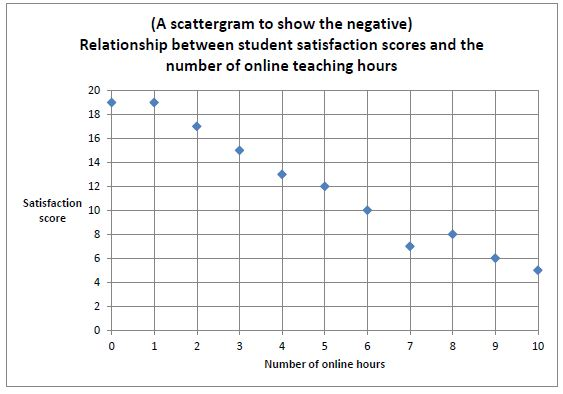 (A scattergram to show the negative)
Relationship between student satisfaction scores and the
number of online teaching hours
20
18
16
14
12
10
8
6
4
2
0
Satisfaction
score
0 1 2 3 4 5 6 7 8 9 10
Number of online hours